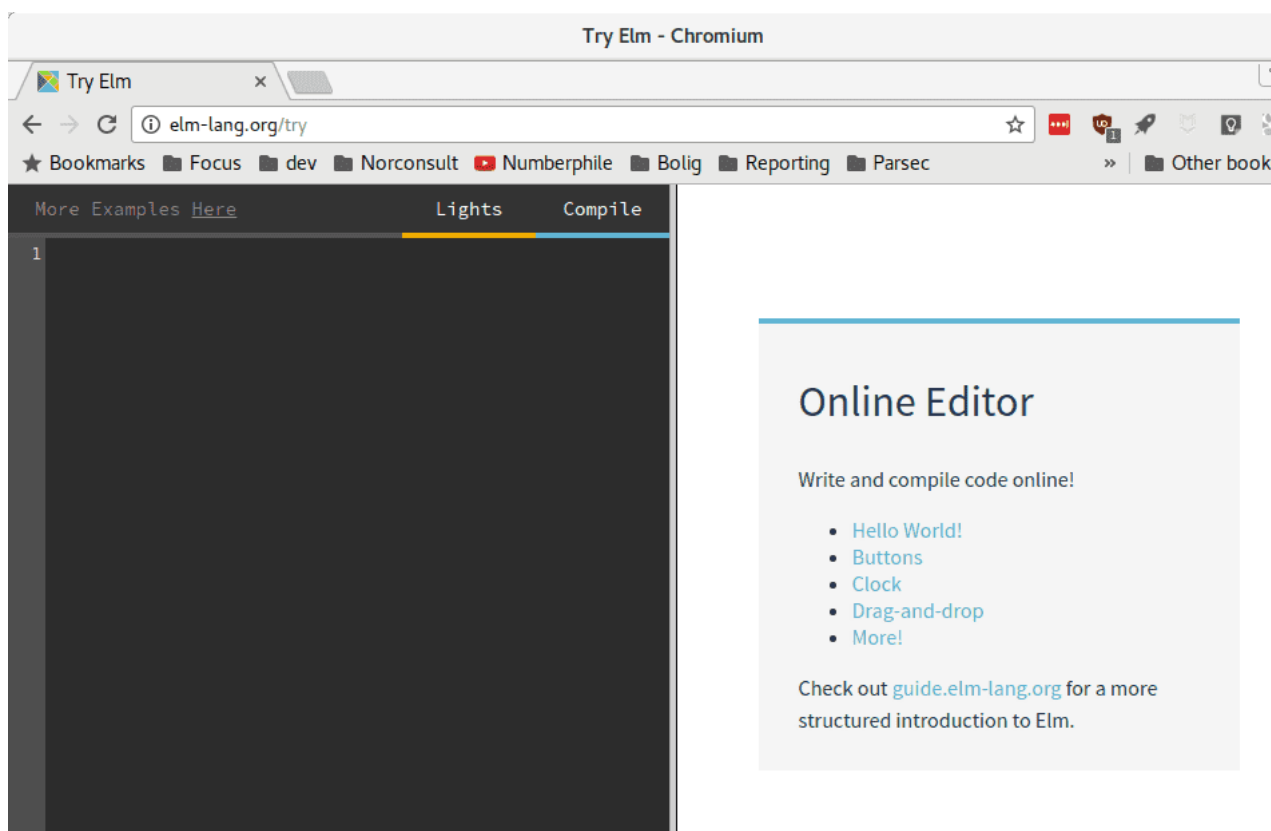 Try Elm - Chromium
Try Elm
elm-lang.org/try
1
Bookmarks Focus dev Norconsult Numberphile Bolig Reporting Parsec » Other book
More Examples Here Lights Compile
1
Online Editor
Write and compile code online!
• Hello World!
• Buttons
• Clock
• Drag-and-drop
• More!
Check out guide.elm-lang.org for a more
structured introduction to Elm.